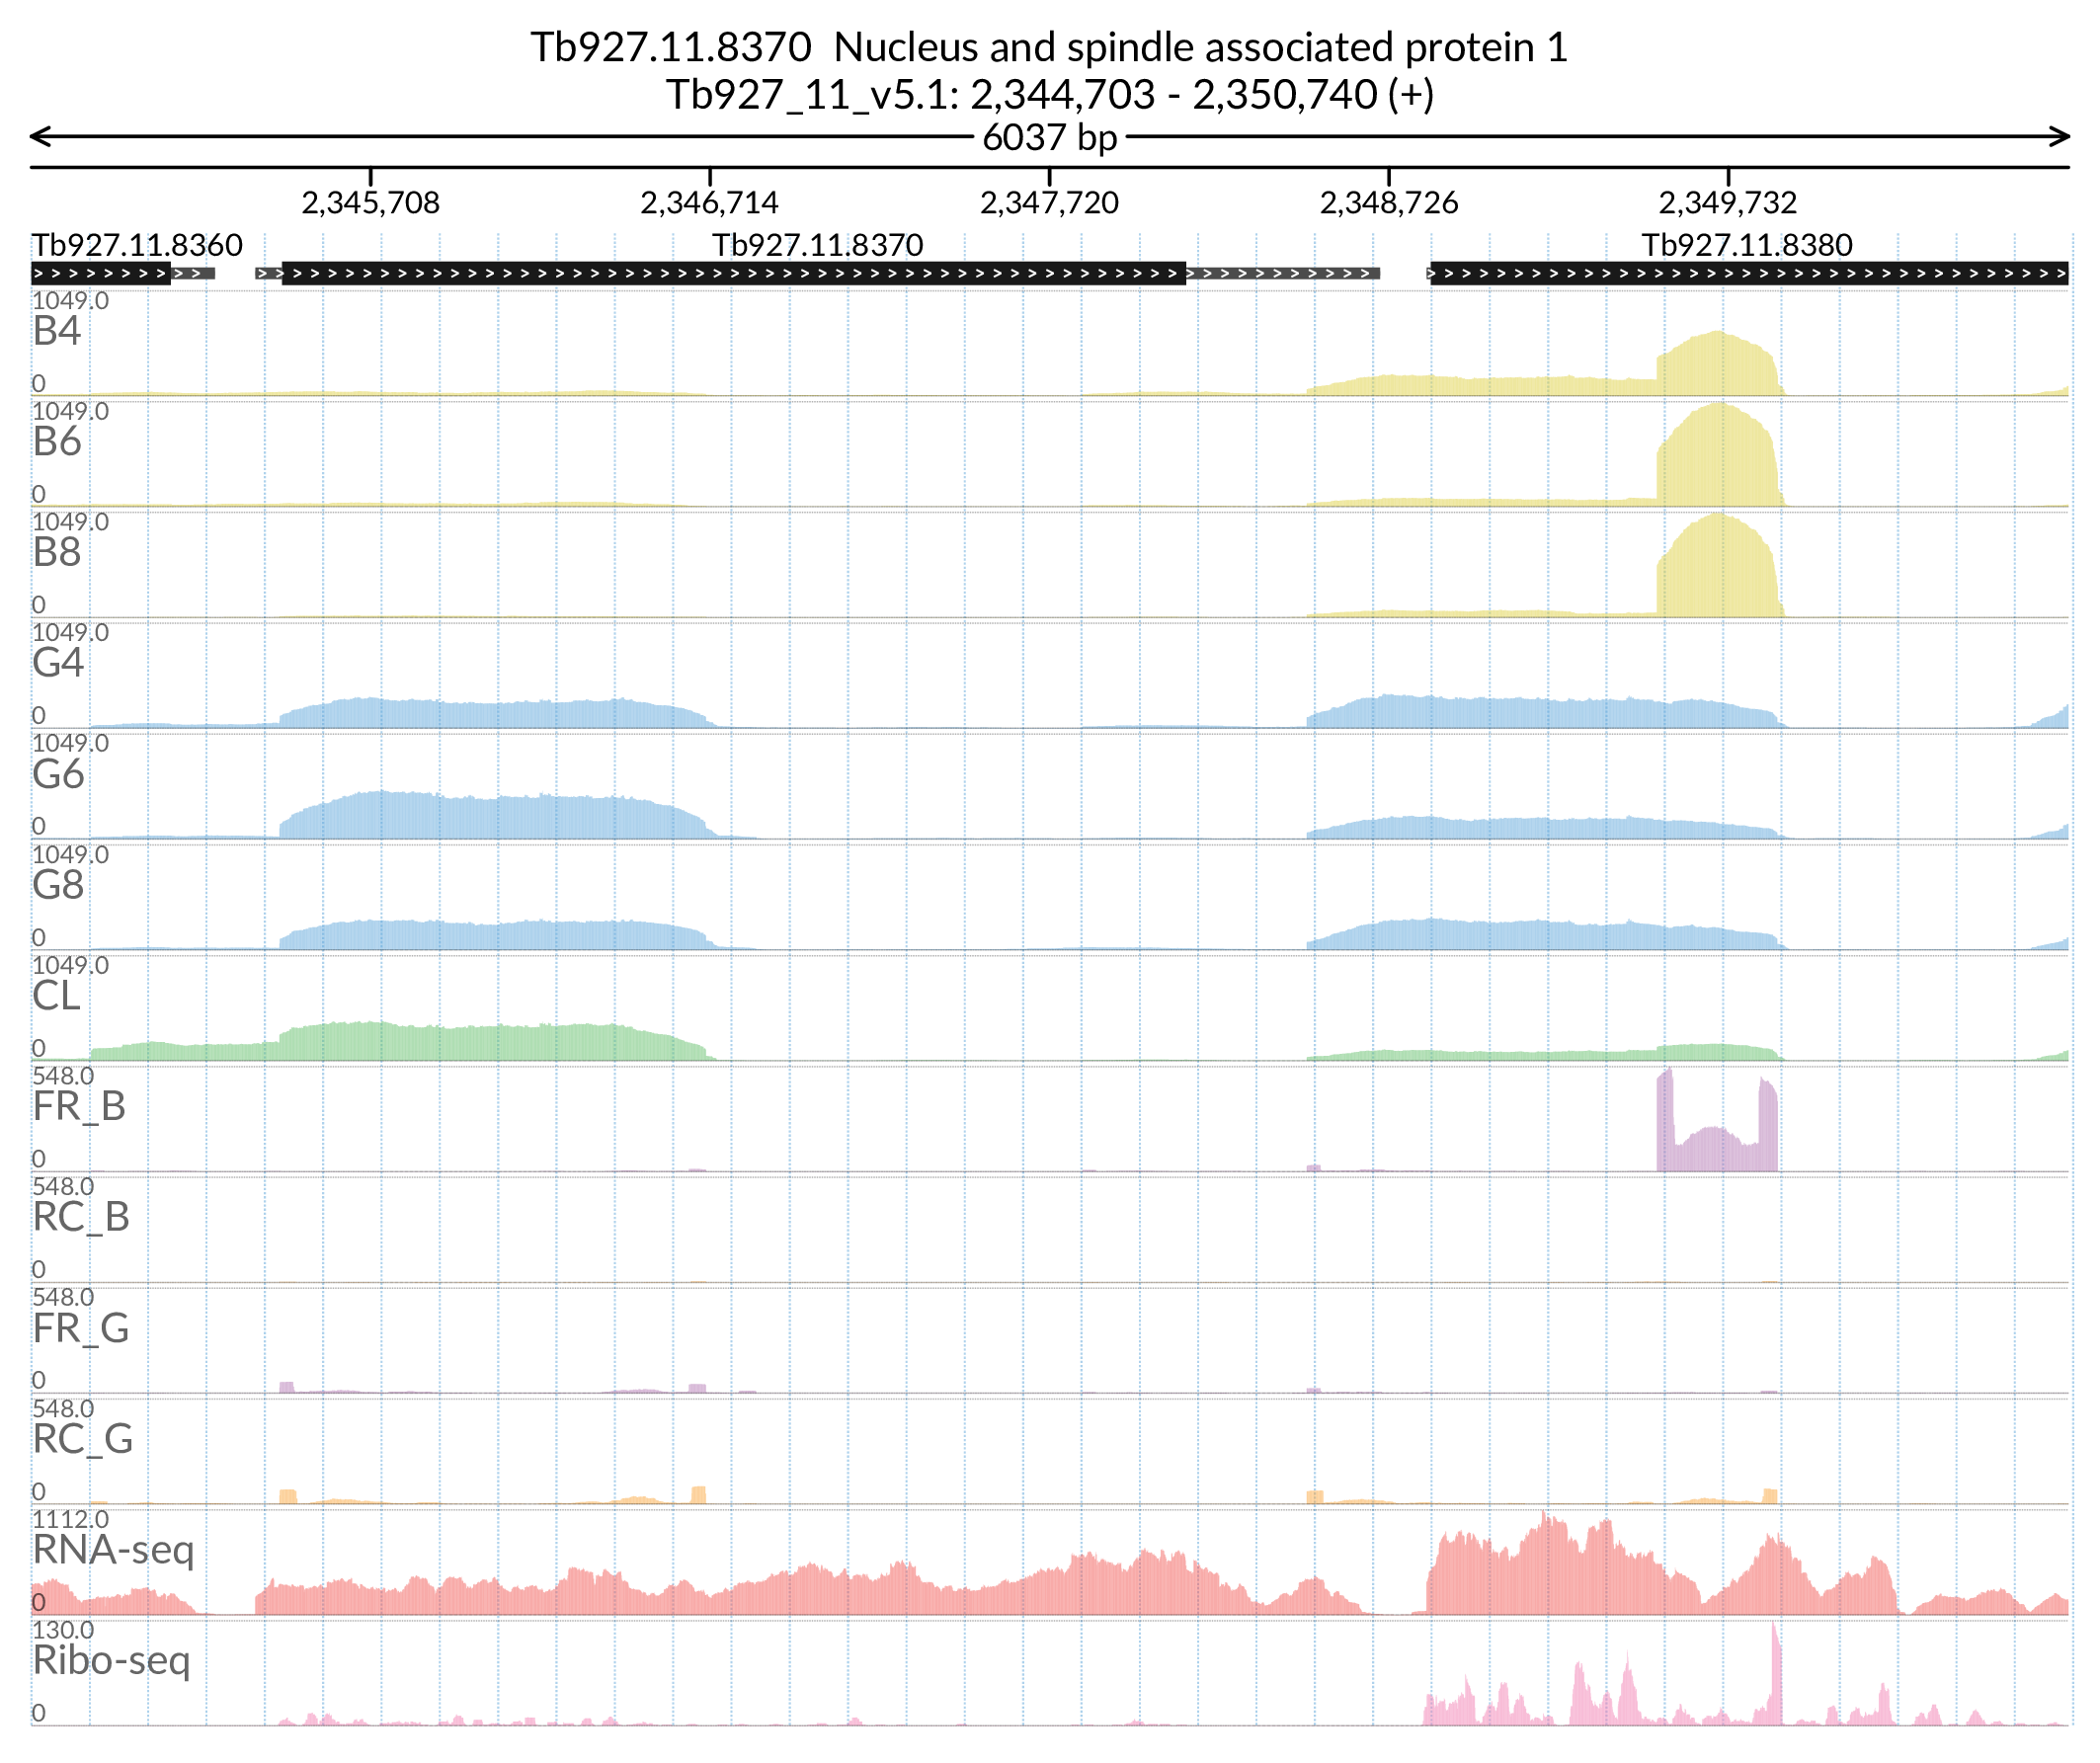 Tb927.11.8370  Nucleus and spindle associated protein 1
Tb927_11_v5.1: 2,344,703 - 2,350,740 (+)
6037 bp
2,345,708 2,346,714 2,347,720 2,348,726 2,349,732
Tb927.11.8360 Tb927.11.8370 Tb927.11.8380
1049.0
B4
0
1049.0
B6
0
1049.0
B8
0
1049.0
G4
0
1049.0
G6
0
1049.0
G8
0
1049.0
CL
0
548.0
FR_B
0
548.0
RC_B
0
548.0
FR_G
0
548.0
RC_G
0
1112.0
RNA-seq
0
130.0
Ribo-seq
0